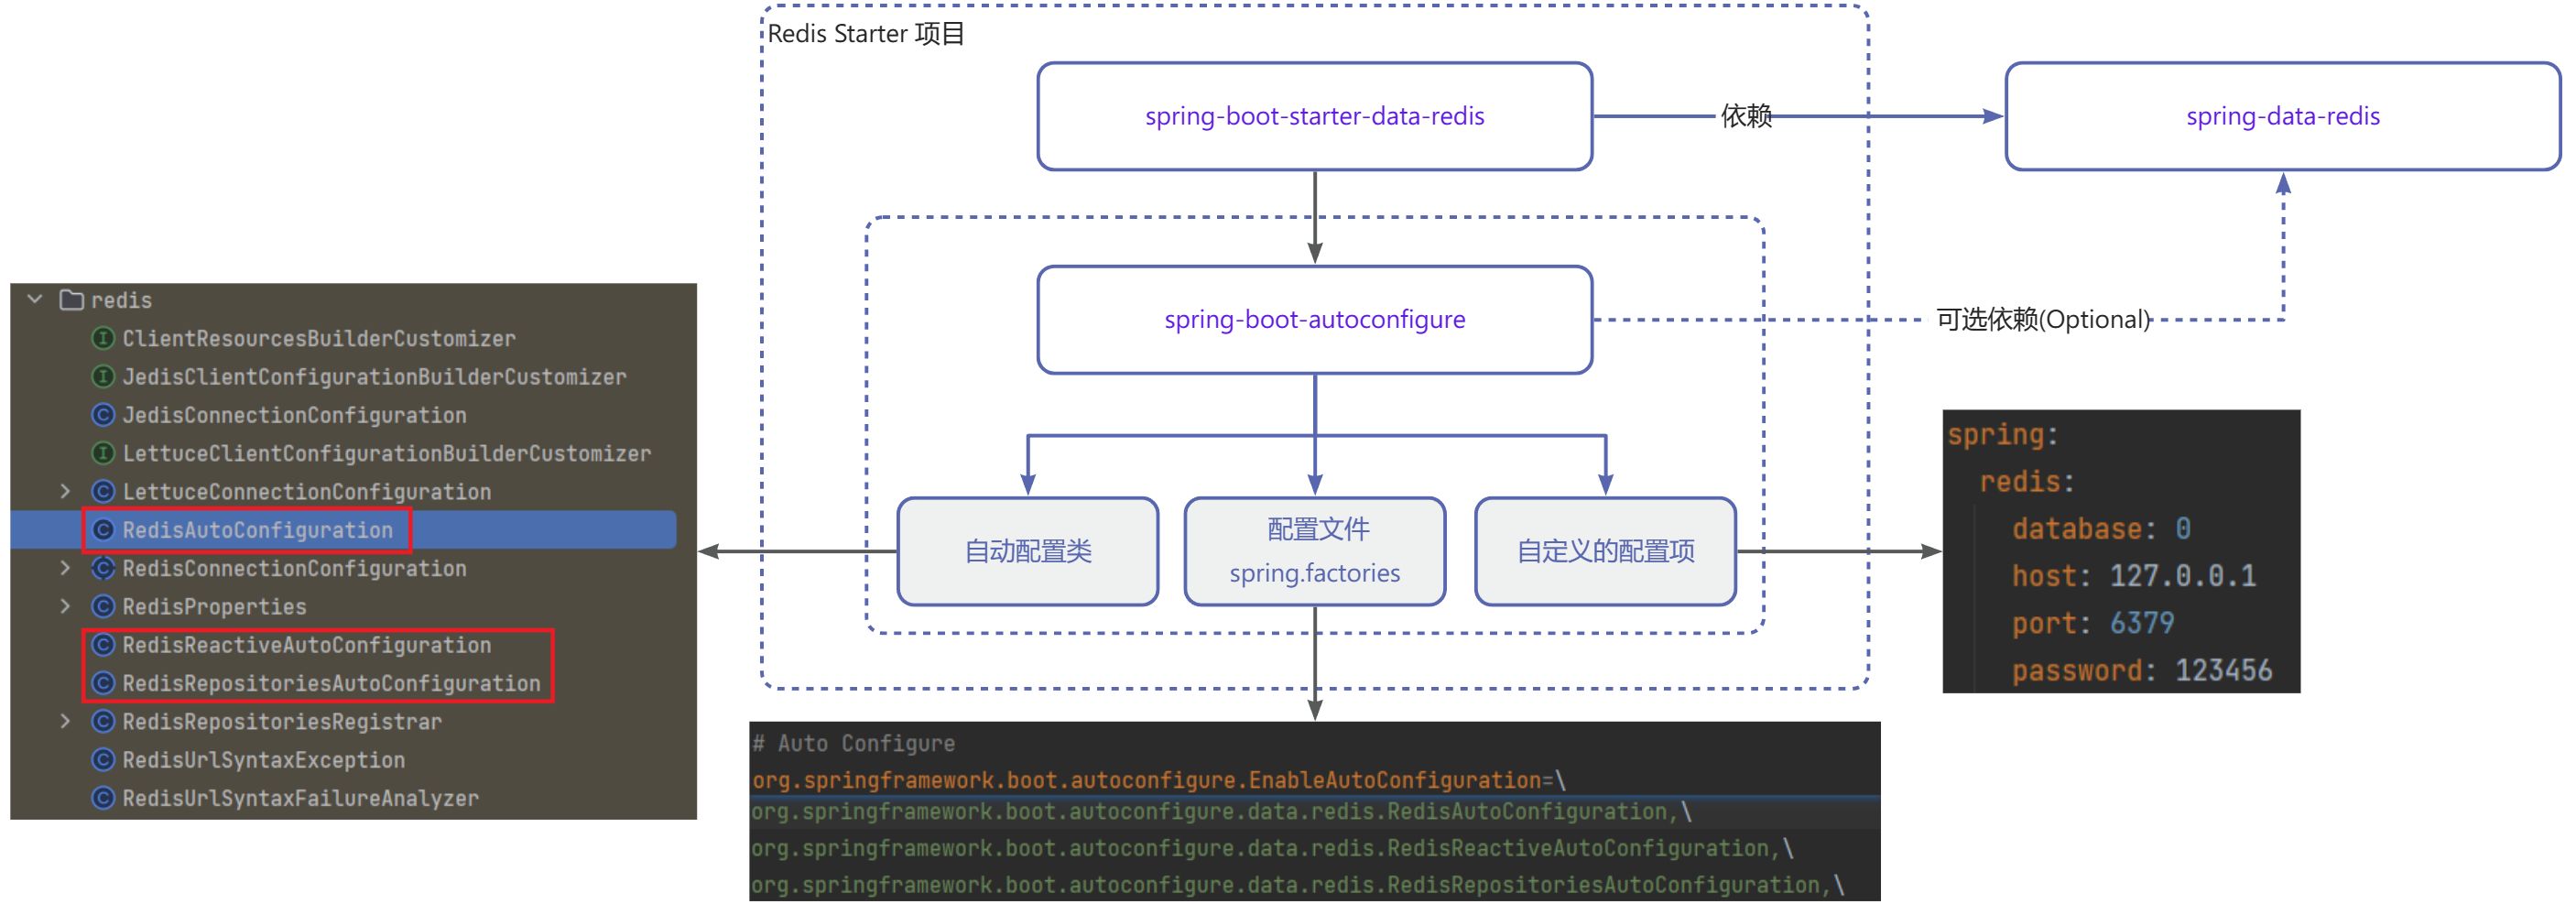 Redis Starter 项目
spring-boot-starter-data-redis
依赖
spring-data-redis
spring-boot-autoconfigure
可选依赖(Optional)
自动配置类
配置文件
spring.factories
自定义的配置项
redis
ClientResourcesBuilderCustomizer
JedisClientConfigurationBuilderCustomizer
JedisConnectionConfiguration
LettuceClientConfigurationBuilderCustomizer
LettuceConnectionConfiguration
RedisAutoConfiguration
RedisConnectionConfiguration
RedisProperties
RedisReactiveAutoConfiguration
RedisRepositoriesAutoConfiguration
RedisRepositoriesRegistrar
RedisUrlSyntaxException
RedisUrlSyntaxFailureAnalyzer
spring:
redis:
database: 0
host: 127.0.0.1
port: 6379
password: 123456
# Auto Configure
org.springframework.boot.autoconfigure.EnableAutoConfiguration=\
org.springframework.boot.autoconfigure.data.redis.RedisAutoConfiguration,\
org.springframework.boot.autoconfigure.data.redis.RedisReactiveAutoConfiguration,\
org.springframework.boot.autoconfigure.data.redis.RedisRepositoriesAutoConfiguration,\